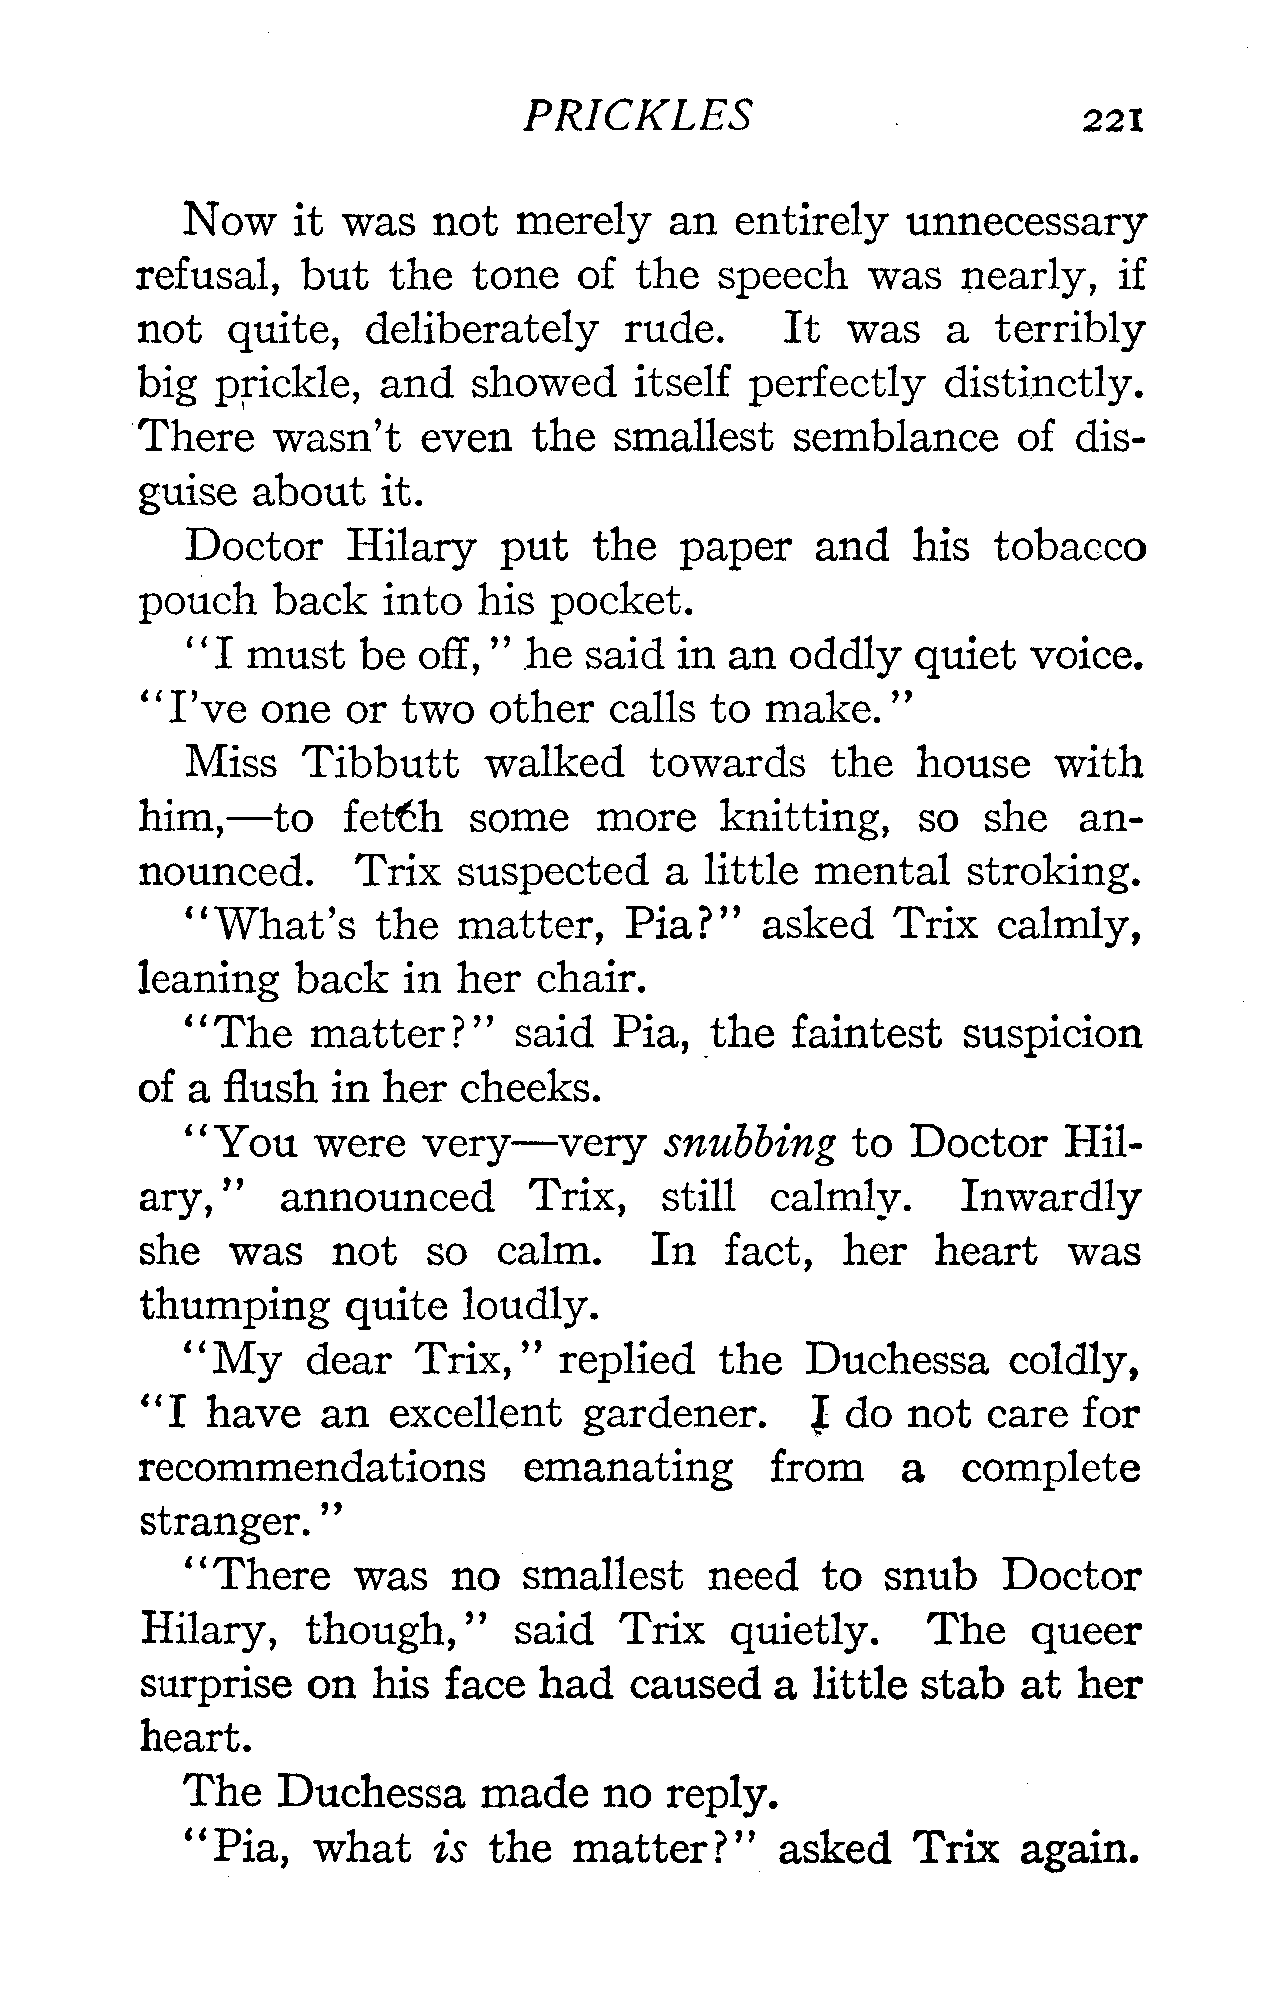 PRICKLES 221
Now it was not merely an entirely unnecessary
refusal, but the tone of the speech was nearly, if
not quite, deliberately rude. It was a terribly
big prickle, and showed itself perfectly distinctly.
There wasn't even the smallest semblance of dis-
guise about it.
Doctor Hilary put the paper and his tobacco
pouch back into his pocket.
"I must be off," he said in an oddly quiet voice.
"I've one or two other calls to make."
Miss Tibbutt walked towards the house with
him,—to fetch some more knitting, so she an-
nounced. Trix suspected a little mental stroking.
"What's the matter, Pia?" asked Trix calmly,
leaning back in her chair.
"The matter?" said Pia, the faintest suspicion
of a flush in her cheeks.
"You were very—very snubbing to Doctor Hil-
ary," announced Trix, still calmly. Inwardly
she was not so calm. In fact, her heart was
thumping quite loudly.
"My dear Trix," replied the Duchessa coldly,
"I have an excellent gardener. I do not care for
recommendations emanating from a complete
stranger."
"There was no smallest need to snub Doctor
Hilary, though," said Trix quietly. The queer
surprise on his face had caused a little stab at her
heart.
The Duchessa made no reply.
"Pia, what is the matter?" asked Trix again.